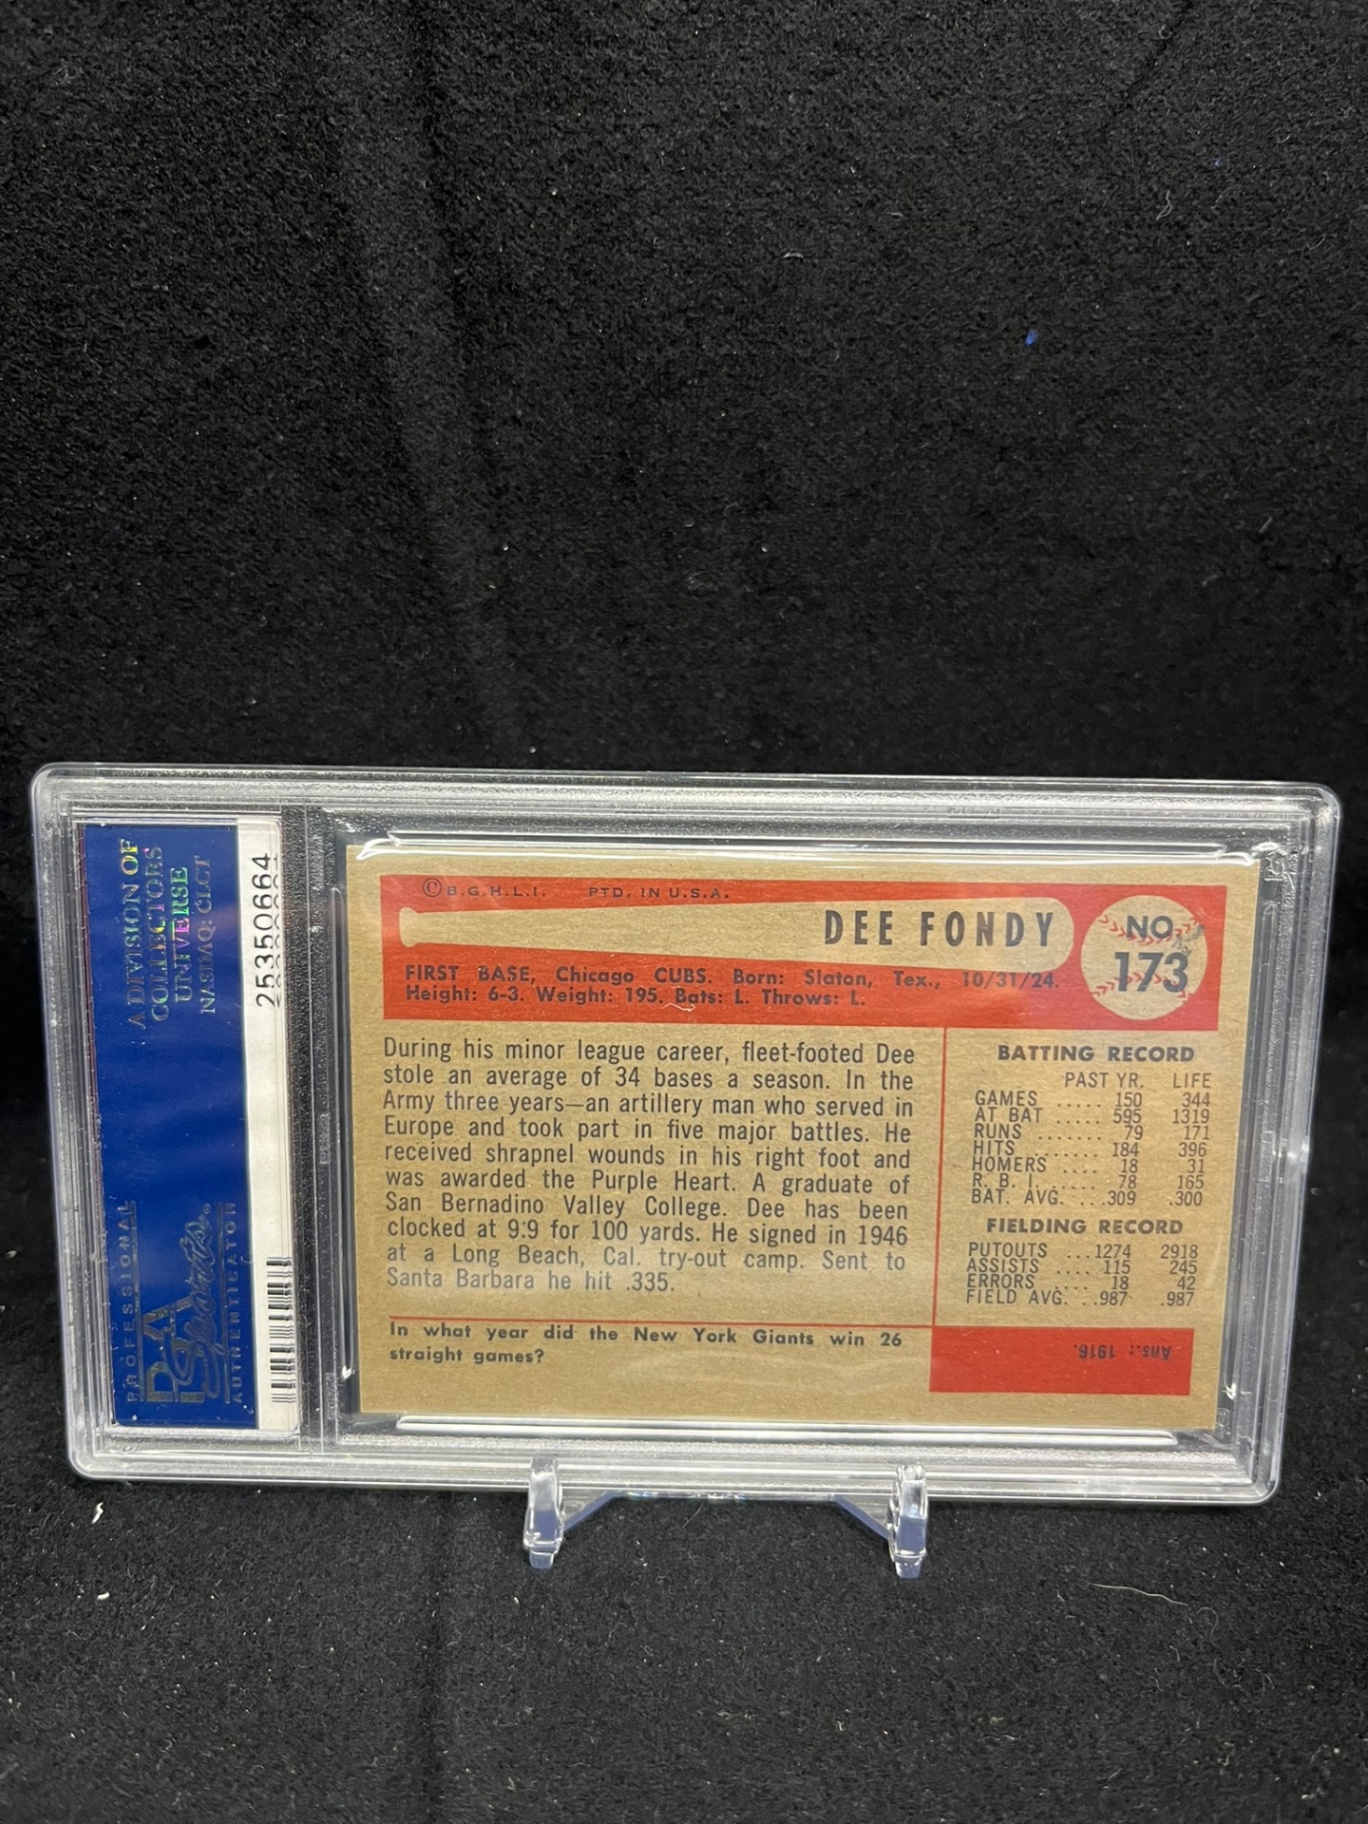 A DIVISION OF
COLLECTORS
UNIVERSE
NASDAQ: CLCT
PROFESSIONAL
PSA
Sports
AUTHENTICATOR
25350664
© B.G.H.L.I. PTD. IN U.S.A.
DEE FONDY
NO.
173
FIRST BASE, Chicago CUBS. Born: Slaton, Tex., 10/31/24.
Height: 6-3. Weight: 195. Bats: L. Throws: L.
During his minor league career, fleet-footed Dee
stole an average of 34 bases a season. In the
Army three years—an artillery man who served in
Europe and took part in five major battles. He
received shrapnel wounds in his right foot and
was awarded the Purple Heart. A graduate of
San Bernadino Valley College. Dee has been
clocked at 9:9 for 100 yards. He signed in 1946
at a Long Beach, Cal. try-out camp. Sent to
Santa Barbara he hit .335.
BATTING RECORD
PAST YR. LIFE
GAMES ..... 150 344
AT BAT ..... 595 1319
RUNS ....... 79 171
HITS ........ 184 396
HOMERS .... 18 31
R. B. I. ..... 78 165
BAT. AVG. ...309 .300
FIELDING RECORD
PUTOUTS ...1274 2918
ASSISTS .... 115 245
ERRORS .... 18 42
FIELD AVG. ..987 .987
In what year did the New York Giants win 26
straight games?
Ans.: 1916.